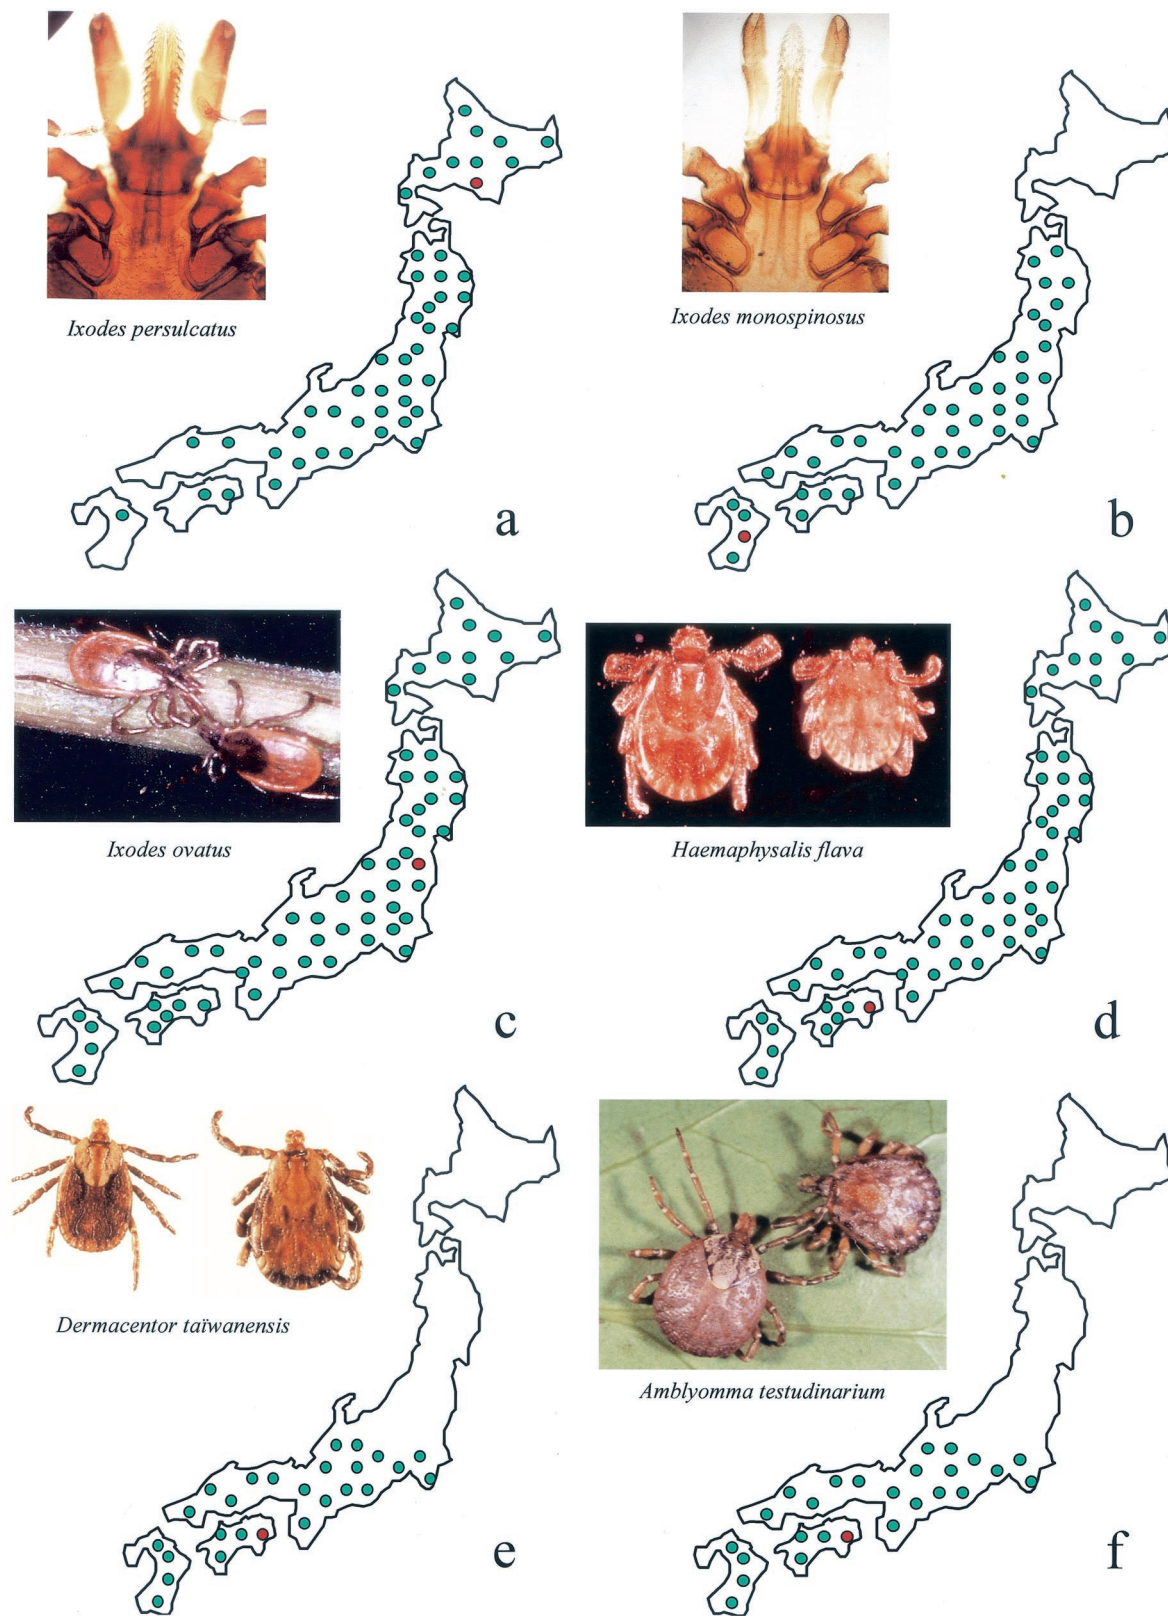 Ixodes persulcatus
Ixodes monospinosus
a
b
Ixodes ovatus
Haemaphysalis flava
c
d
Dermacentor taïwanensis
Amblyomma testudinarium
e
f